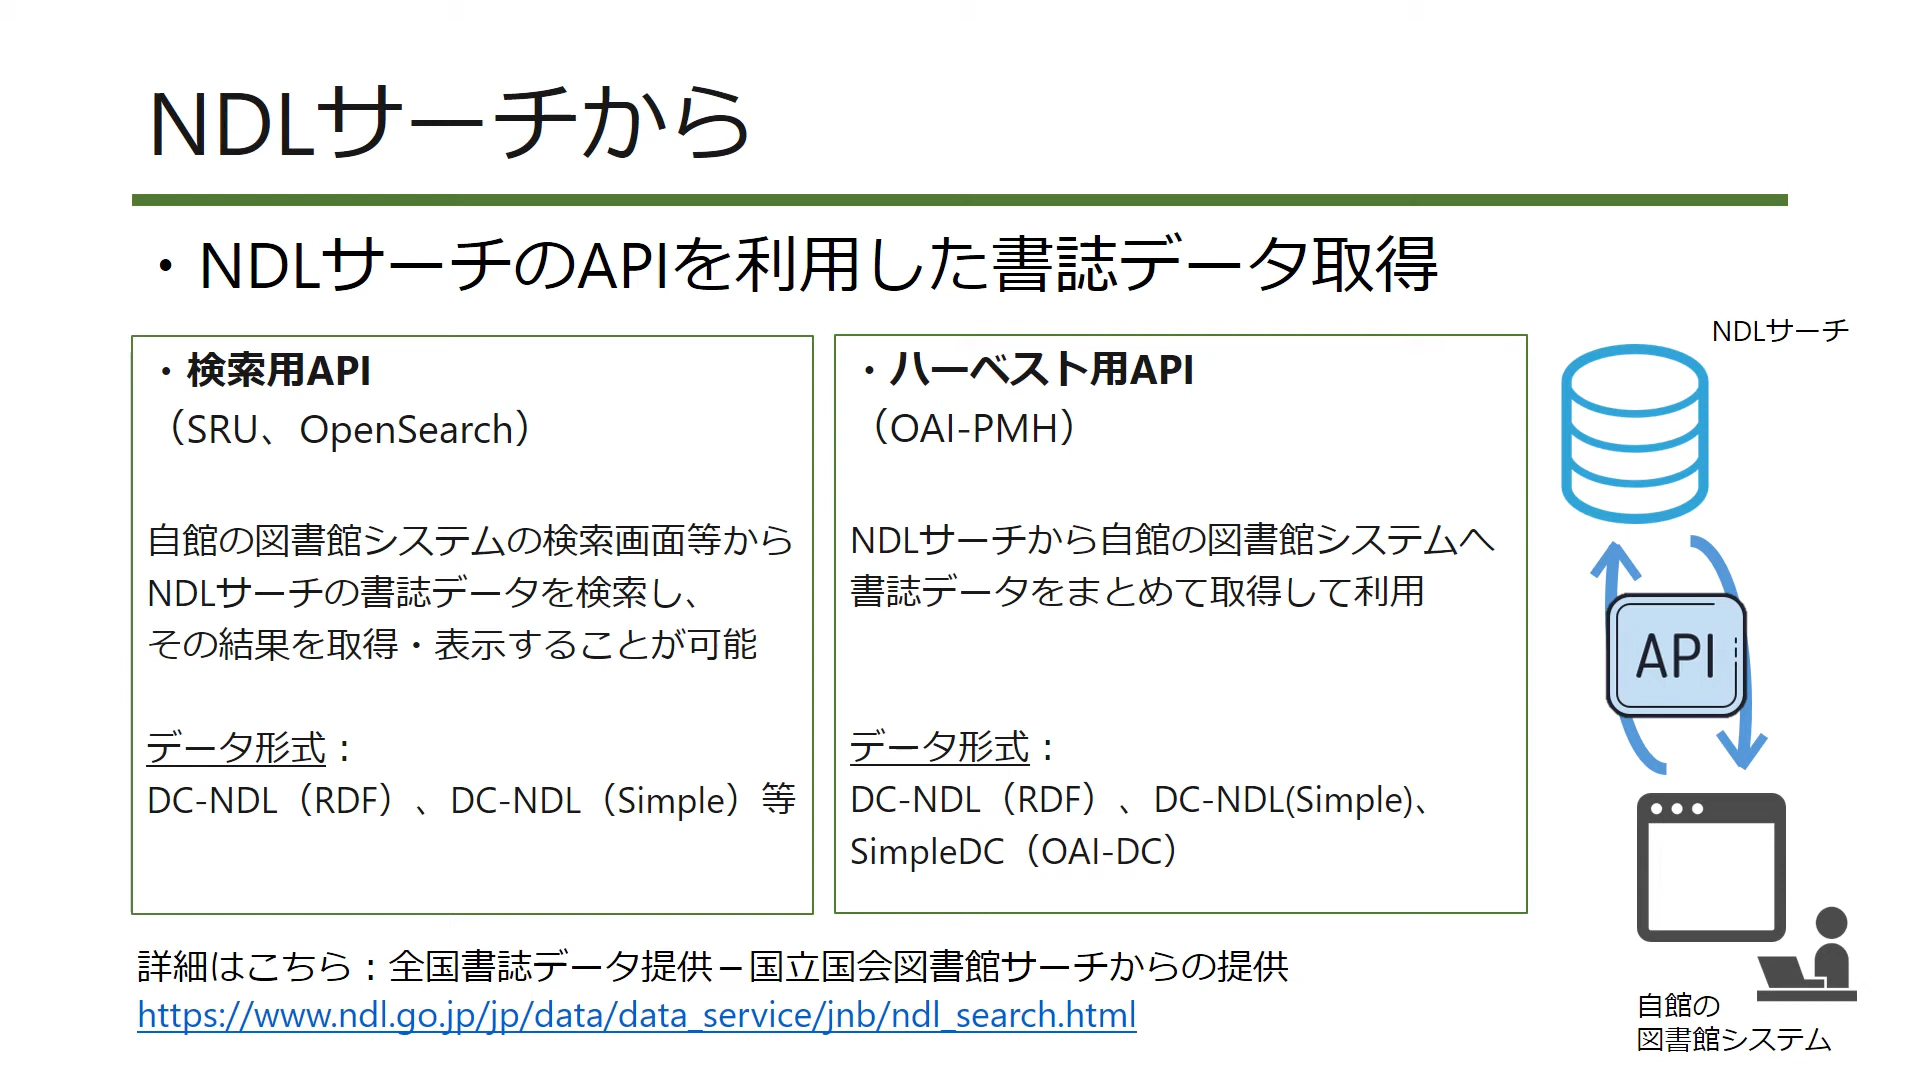 NDLサーチから
・NDLサーチのAPIを利用した書誌データ取得
・検索用API
（SRU、OpenSearch）
自館の図書館システムの検索画面等から
NDLサーチの書誌データを検索し、
その結果を取得・表示することが可能
データ形式：
DC-NDL（RDF）、DC-NDL（Simple）等
・ハーベスト用API
（OAI-PMH）
NDLサーチから自館の図書館システムへ
書誌データをまとめて取得して利用
データ形式：
DC-NDL（RDF）、DC-NDL(Simple)、
SimpleDC（OAI-DC）
NDLサーチ
API
自館の
図書館システム
詳細はこちら：全国書誌データ提供 – 国立国会図書館サーチからの提供
https://www.ndl.go.jp/jp/data/data_service/jnb/ndl_search.html